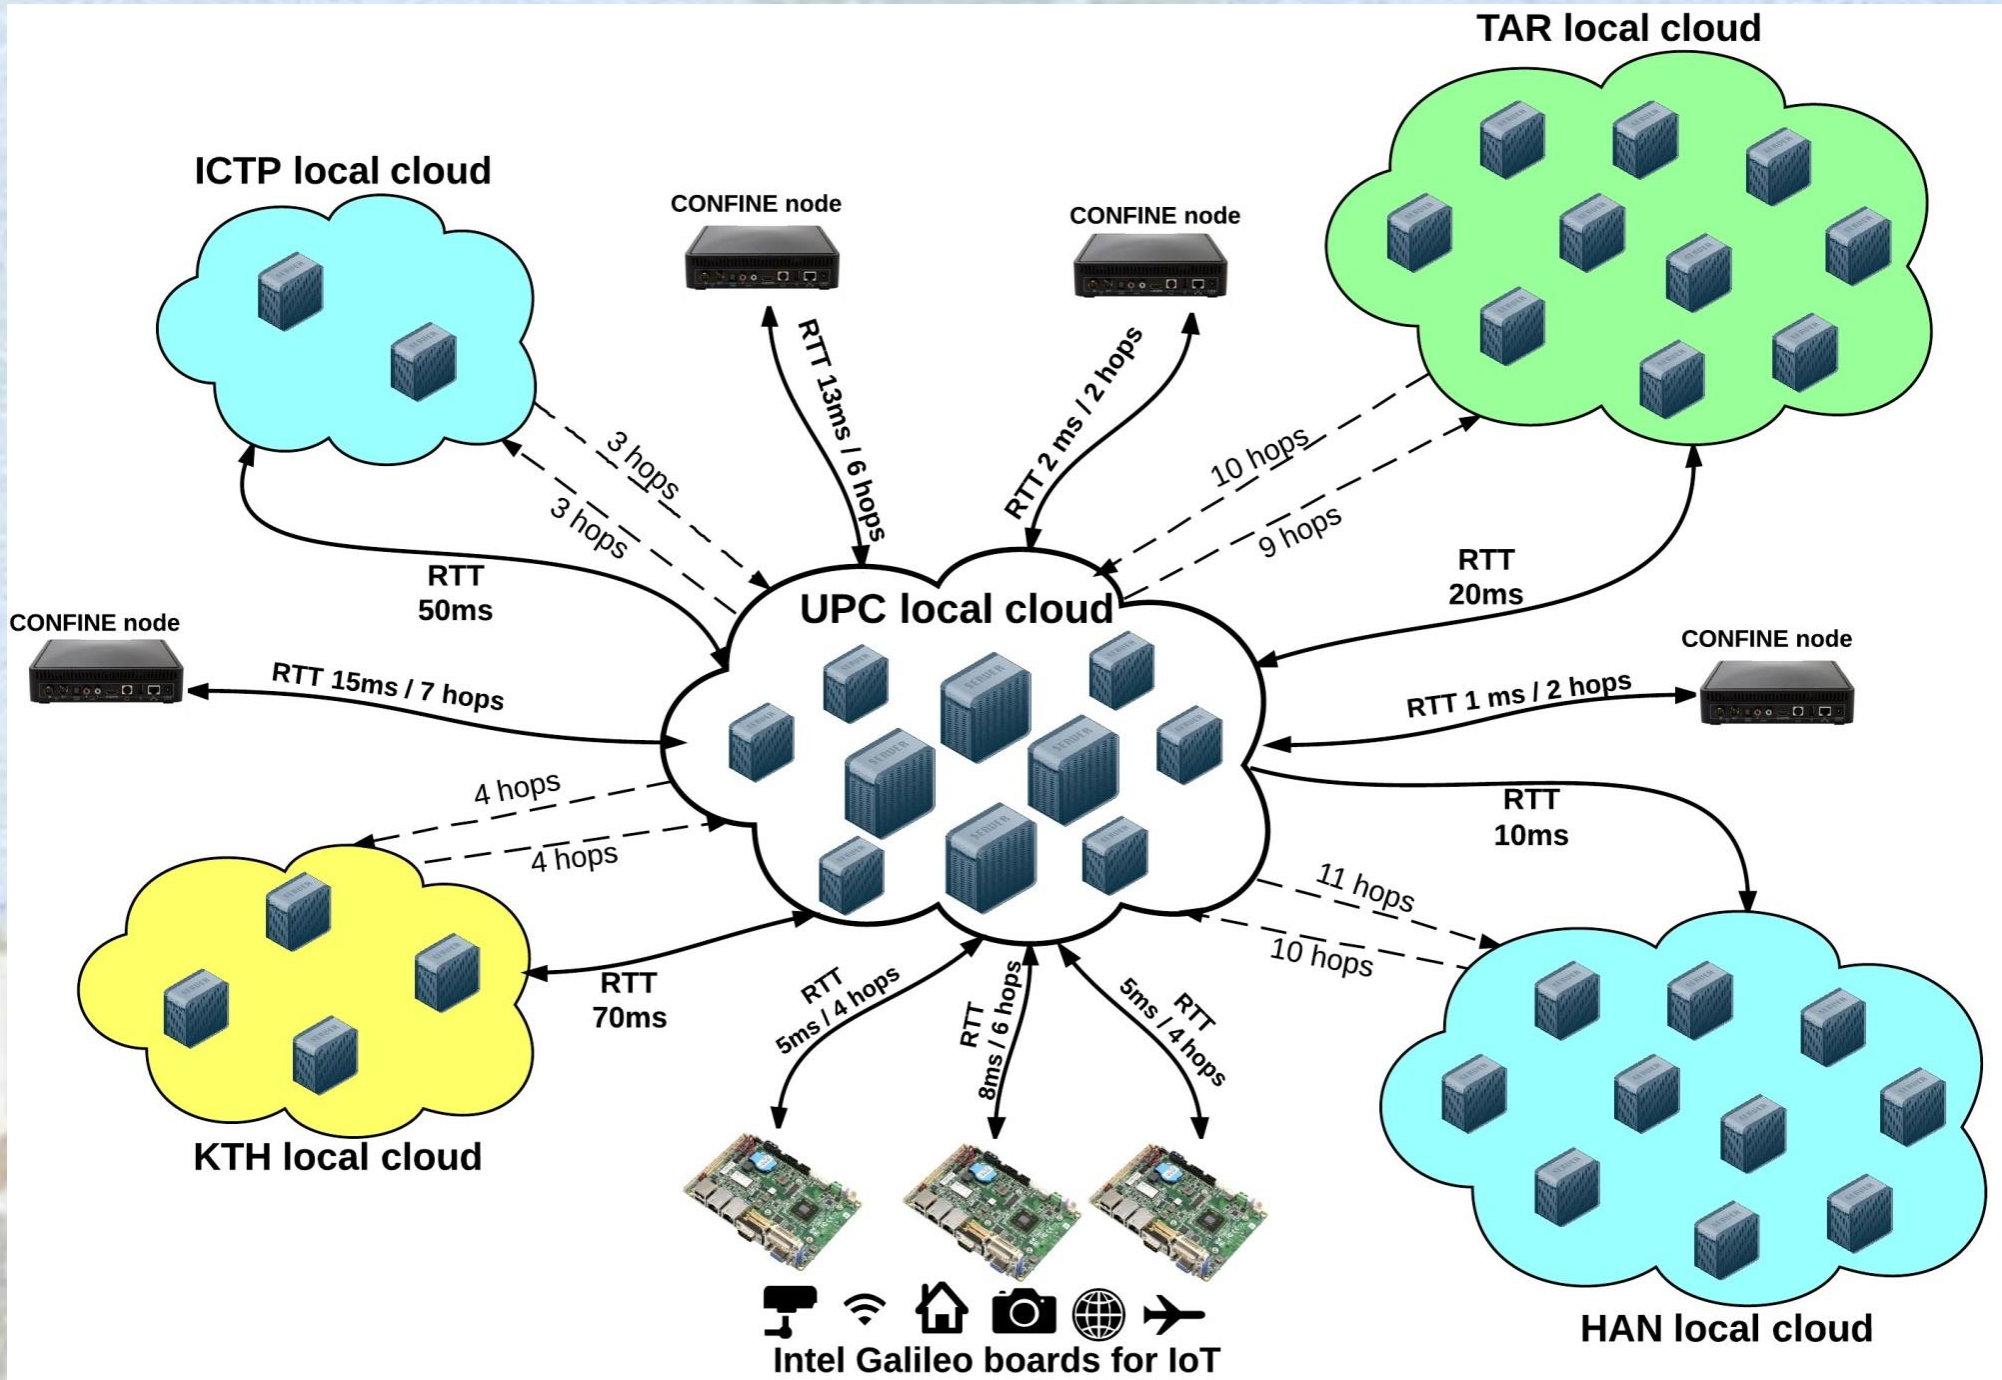 TAR local cloud
ICTP local cloud
CONFINE node
CONFINE node
RTT 13ms / 6 hops
RTT 2 ms / 2 hops
3 hops
3 hops
10 hops
9 hops
RTT
50ms
RTT
20ms
UPC local cloud
CONFINE node
CONFINE node
RTT 15ms / 7 hops
RTT 1 ms / 2 hops
4 hops
4 hops
RTT
10ms
11 hops
10 hops
RTT
70ms
RTT
5ms / 4 hops
RTT
8ms / 6 hops
RTT
5ms / 4 hops
KTH local cloud
HAN local cloud
Intel Galileo boards for IoT
SERVER
SERVER
SERVER
SERVER